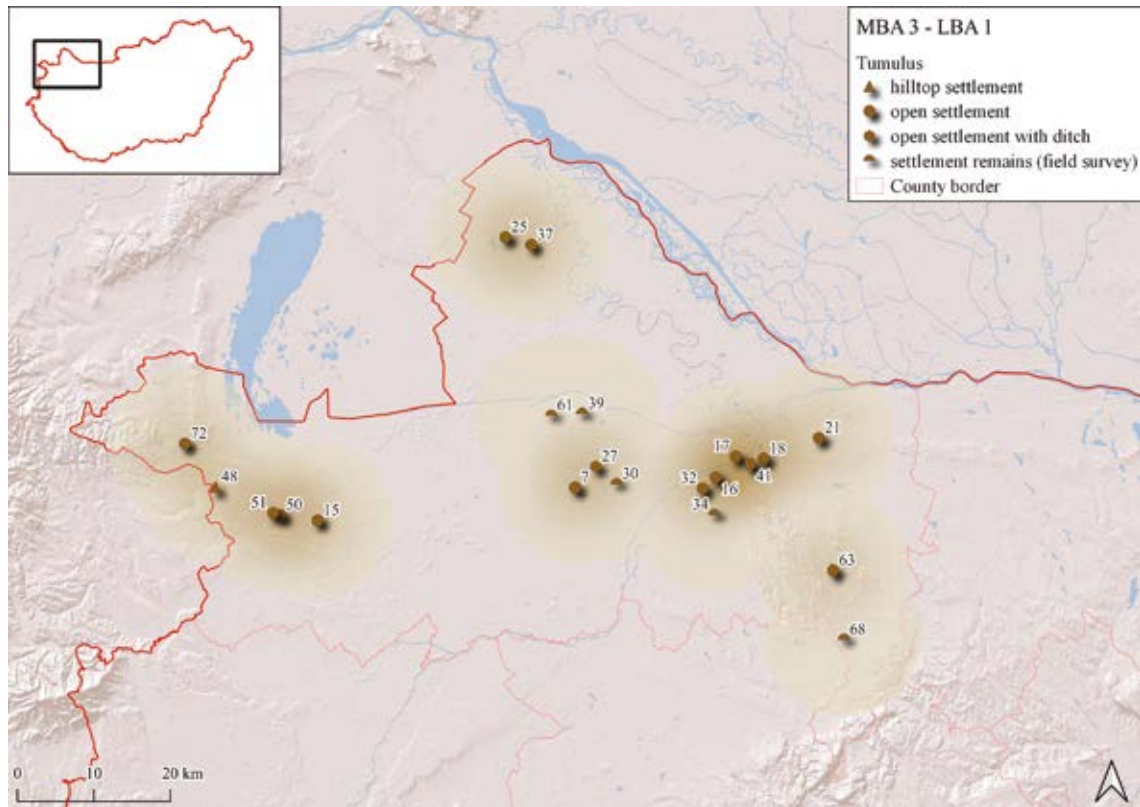 MBA 3 - LBA 1
Tumulus
hilltop settlement
open settlement
open settlement with ditch
settlement remains (field survey)
County border
25
37
61
39
72
27
7
30
48
51
50
15
17
18
21
41
32
16
34
63
68
0 10 20 km